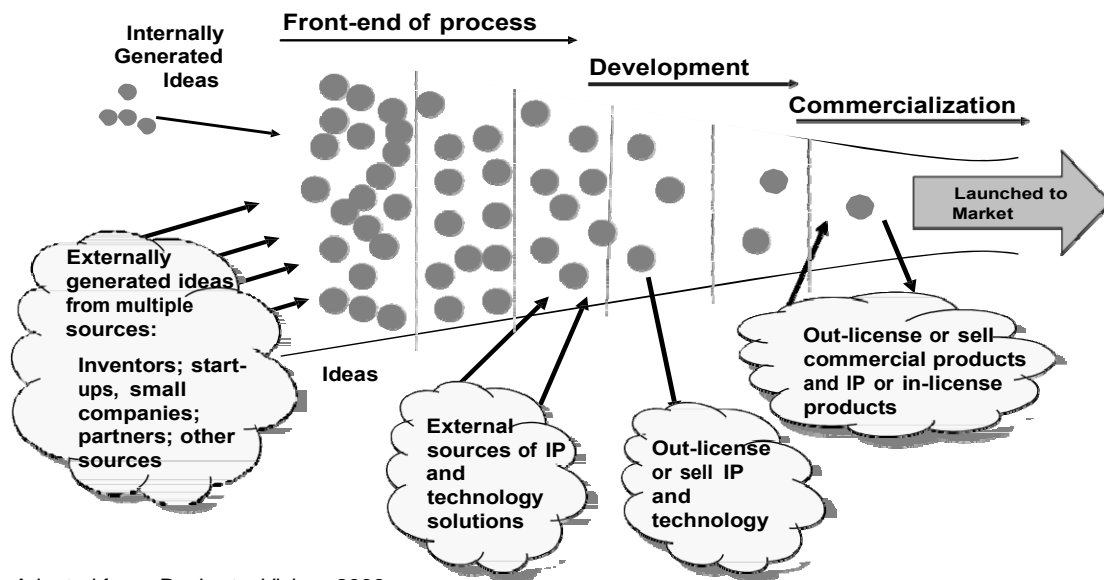 Front-end of process
Internally
Generated
Ideas
Development
Commercialization
Launched to
Market
Externally
generated ideas
from multiple
sources:
Inventors; start-
ups, small
companies;
partners; other
sources
Ideas
External
sources of IP
and
technology
solutions
Out-license
or sell IP
and
technology
Out-license or sell
commercial products
and IP or in-license
products